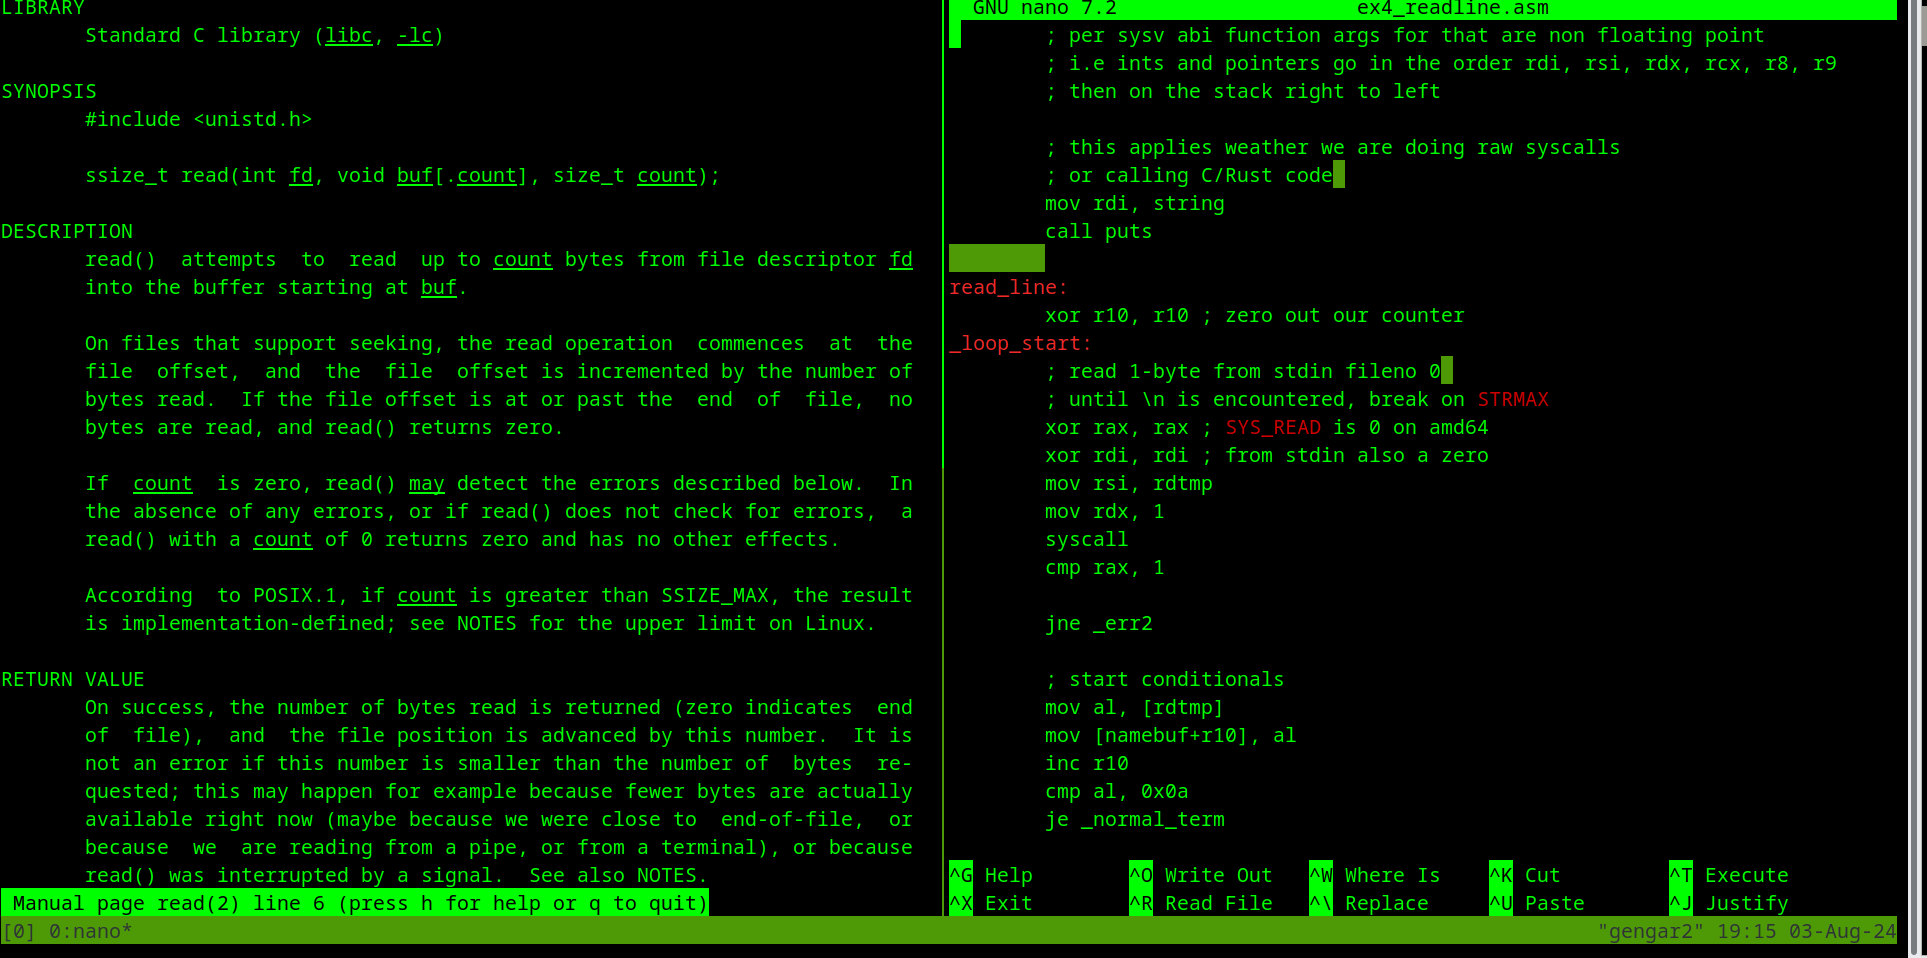 LIBRARY
Standard C library (libc, -lc)
SYNOPSIS
#include <unistd.h>
ssize_t read(int fd, void buf[.count], size_t count);
DESCRIPTION
read()  attempts  to  read  up to count bytes from file descriptor fd
into the buffer starting at buf.
On files that support seeking, the read operation  commences  at  the
file  offset,  and  the  file  offset is incremented by the number of
bytes read.  If the file offset is at or past the  end  of  file,  no
bytes are read, and read() returns zero.
If  count  is zero, read() may detect the errors described below.  In
the absence of any errors, or if read() does not check for errors,  a
read() with a count of 0 returns zero and has no other effects.
According  to POSIX.1, if count is greater than SSIZE_MAX, the result
is implementation-defined; see NOTES for the upper limit on Linux.
RETURN VALUE
On success, the number of bytes read is returned (zero indicates  end
of  file),  and  the file position is advanced by this number.  It is
not an error if this number is smaller than the number of  bytes  re-
quested; this may happen for example because fewer bytes are actually
available right now (maybe because we were close to  end-of-file,  or
because  we  are reading from a pipe, or from a terminal), or because
read() was interrupted by a signal.  See also NOTES.
Manual page read(2) line 6 (press h for help or q to quit)
GNU nano 7.2 ex4_readline.asm
; per sysv abi function args for that are non floating point
; i.e ints and pointers go in the order rdi, rsi, rdx, rcx, r8, r9
; then on the stack right to left
; this applies weather we are doing raw syscalls
; or calling C/Rust code
mov rdi, string
call puts
read_line:
xor r10, r10 ; zero out our counter
_loop_start:
; read 1-byte from stdin fileno 0
; until \n is encountered, break on STRMAX
xor rax, rax ; SYS_READ is 0 on amd64
xor rdi, rdi ; from stdin also a zero
mov rsi, rdtmp
mov rdx, 1
syscall
cmp rax, 1
jne _err2
; start conditionals
mov al, [rdtmp]
mov [namebuf+r10], al
inc r10
cmp al, 0x0a
je _normal_term
^G Help ^O Write Out ^W Where Is ^K Cut ^T Execute
^X Exit ^R Read File ^\ Replace ^U Paste ^J Justify
[0] 0:nano* "gengar2" 19:15 03-Aug-24